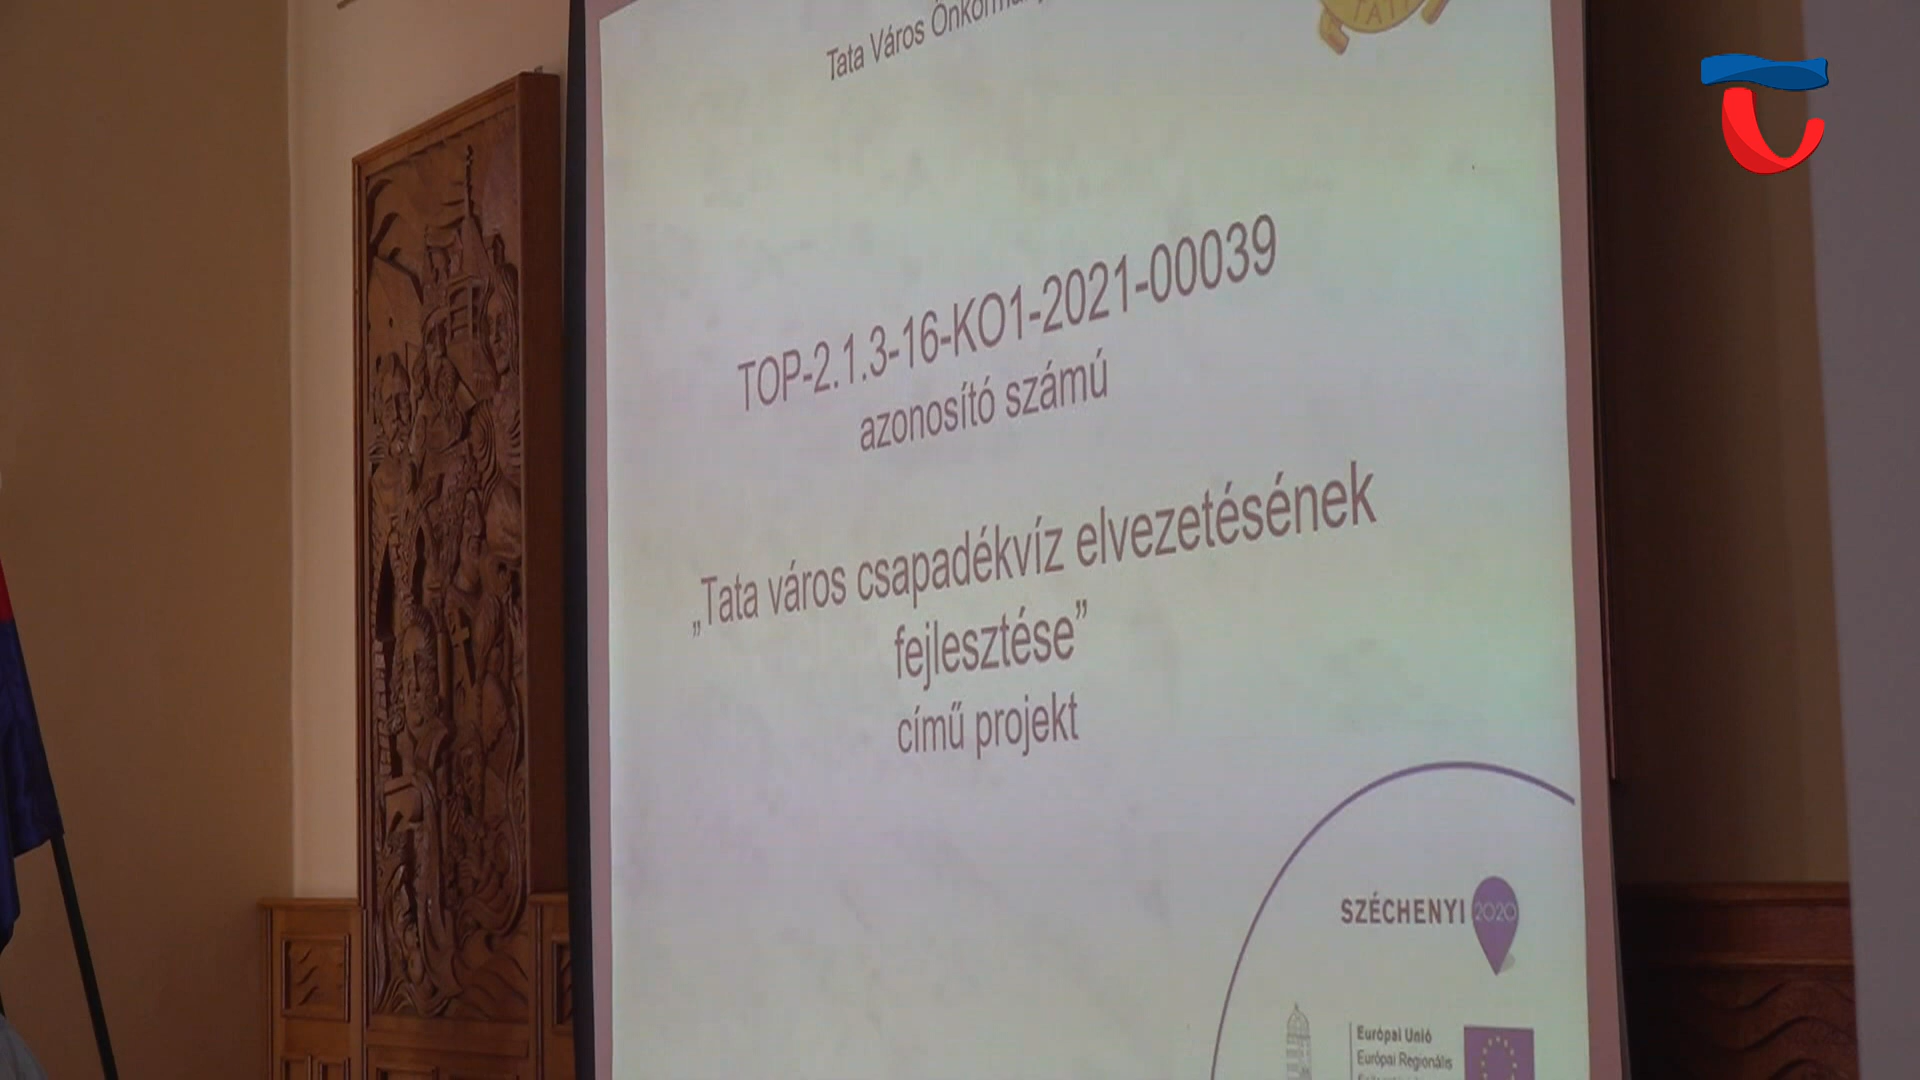 Tata Város
TATA
TOP-2.1.3-16-KO1-2021-00039
azonosító számú
„Tata város csapadékvíz elvezetésének
fejlesztése”
című projekt
SZÉCHENYI 2020
Európai Unió
Európai Regionális